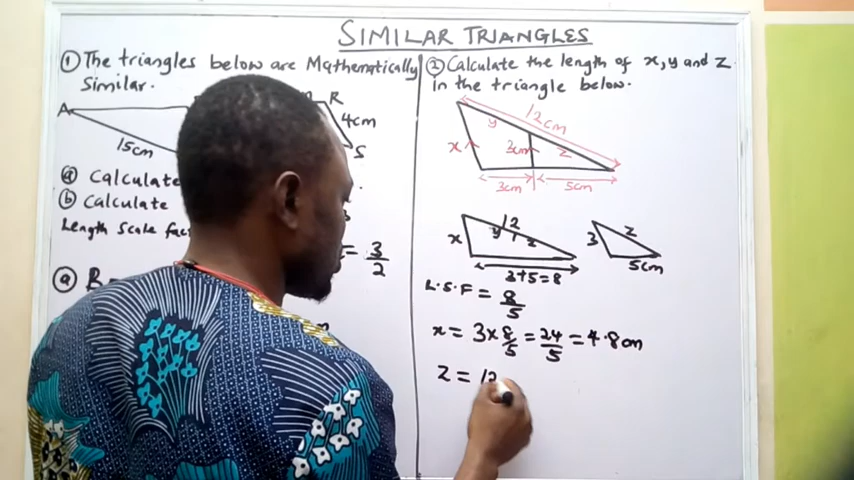 SIMILAR TRIANGLES
① The triangles below are Mathematically
Similar.
A
R
4cm
S
15cm
ⓐ Calculate
ⓑ Calculate
Length Scale
= 3/2
ⓐ
② Calculate the length of x, y and z
in the triangle below.
12cm
y
x
3cm
z
3cm
5cm
12
x
y
z
3+5=8
z
3
5cm
L.S.F = 8/5
x = 3 x 8/5 = 24/5 = 4.8cm
z = 12